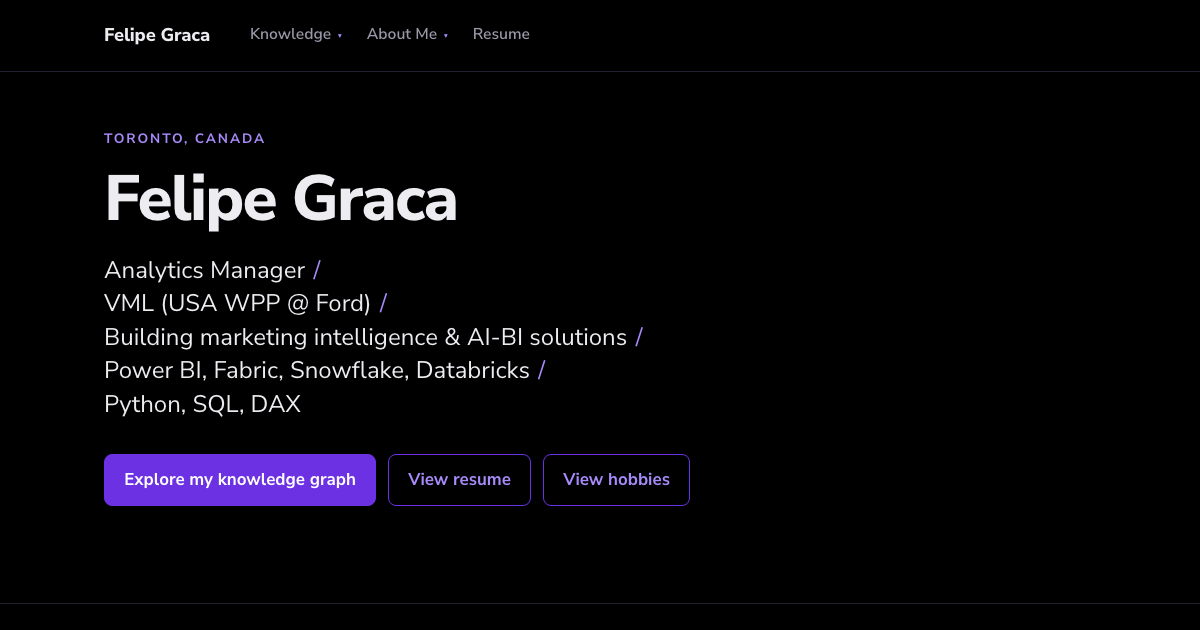 Felipe Graca Knowledge ▾ About Me ▾ Resume
TORONTO, CANADA
Felipe Graca
Analytics Manager /
VML (USA WPP @ Ford) /
Building marketing intelligence & AI-BI solutions /
Power BI, Fabric, Snowflake, Databricks /
Python, SQL, DAX
Explore my knowledge graph View resume View hobbies